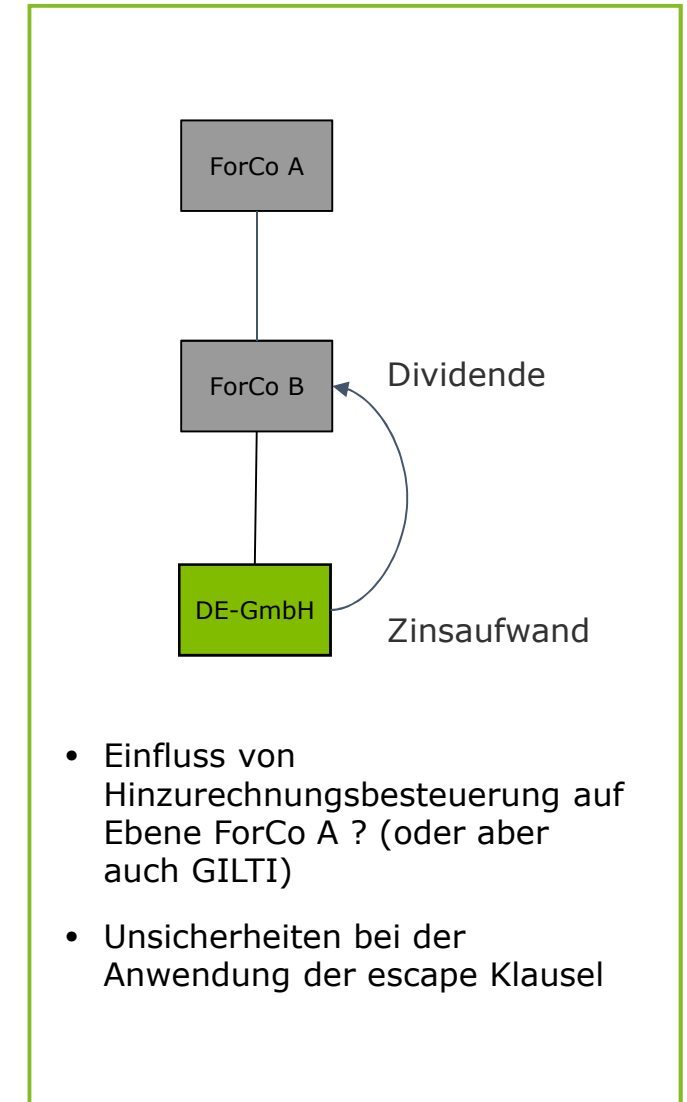 ForCo A
ForCo B
Dividende
DE-GmbH
Zinsaufwand
• Einfluss von
Hinzurechnungsbesteuerung auf
Ebene ForCo A ? (oder aber
auch GILTI)
• Unsicherheiten bei der
Anwendung der escape Klausel